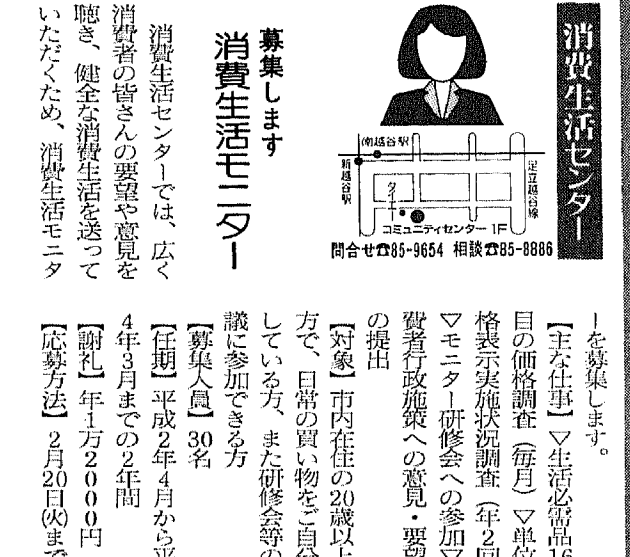 消費生活センター
(南越谷駅
新越谷駅
足立越谷線
ダイエー
コミュニティセンター 1F
問合せ☎85-9654 相談☎85-8886
募集します
消費生活モニター
消費生活センターでは、広く
消費者の皆さんの要望や意見を
聴き、健全な消費生活を送って
いただくため、消費生活モニタ
ーを募集します。
【主な仕事】▽生活必需品
目の価格調査（毎月）▽単位
格表示実施状況調査（年2回
▽モニター研修会への参加▽
費者行政施策への意見・要望
の提出
【対象】市内在住の20歳以上
方で、日常の買い物をご自分
している方、また研修会等の
議に参加できる方
【募集人員】30名
【任期】平成2年4月から平
4年3月までの2年間
【謝礼】年1万2000円
【応募方法】2月20日㈫まで